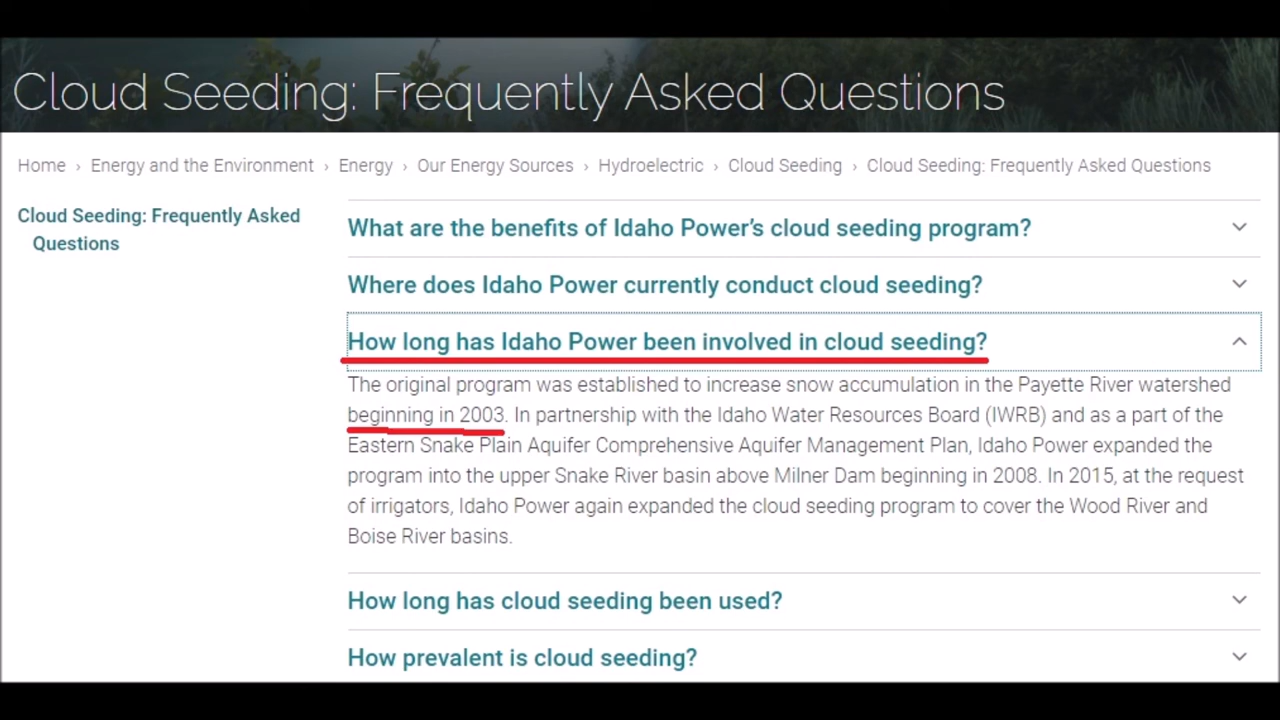 Cloud Seeding: Frequently Asked Questions
Home › Energy and the Environment › Energy › Our Energy Sources › Hydroelectric › Cloud Seeding › Cloud Seeding: Frequently Asked Questions
Cloud Seeding: Frequently Asked
Questions
What are the benefits of Idaho Power’s cloud seeding program?
Where does Idaho Power currently conduct cloud seeding?
How long has Idaho Power been involved in cloud seeding?
The original program was established to increase snow accumulation in the Payette River watershed
beginning in 2003. In partnership with the Idaho Water Resources Board (IWRB) and as a part of the
Eastern Snake Plain Aquifer Comprehensive Aquifer Management Plan, Idaho Power expanded the
program into the upper Snake River basin above Milner Dam beginning in 2008. In 2015, at the request
of irrigators, Idaho Power again expanded the cloud seeding program to cover the Wood River and
Boise River basins.
How long has cloud seeding been used?
How prevalent is cloud seeding?